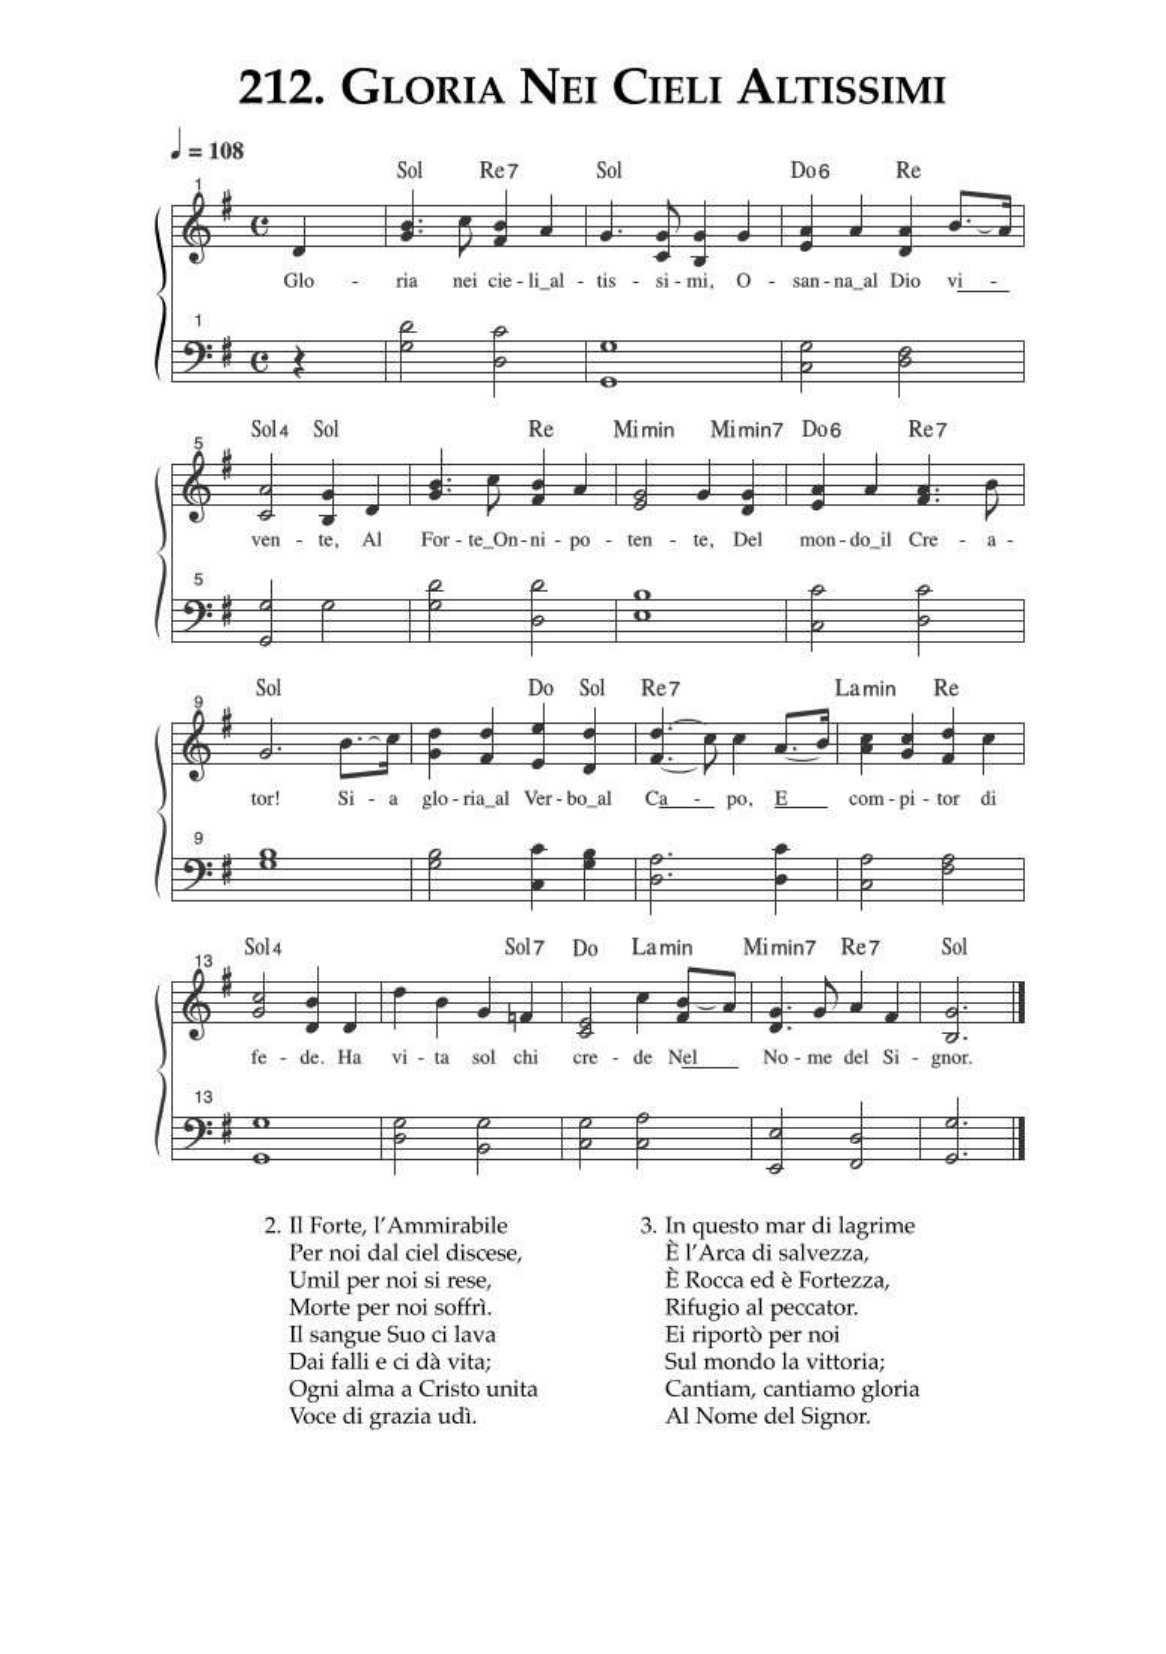 212. GLORIA NEI CIELI ALTISSIMI
♩ = 108
Sol Re7 Sol Do6 Re
1
Glo - ria nei cie - li_al - tis - si - mi, O - san - na_al Dio vi -
1
Sol4 Sol Re Mimin Mimin7 Do6 Re7
5
ven - te, Al For - te_On - ni - po - ten - te, Del mon - do_il Cre - a -
5
Sol Do Sol Re7 Lamin Re
9
tor! Si - a glo - ria_al Ver - bo_al Ca - po, E com - pi - tor di
9
Sol4 Sol7 Do Lamin Mimin7 Re7 Sol
13
fe - de. Ha vi - ta sol chi cre - de Nel No - me del Si - gnor.
13
2. Il Forte, l'Ammirabile
Per noi dal ciel discese,
Umil per noi si rese,
Morte per noi soffrì.
Il sangue Suo ci lava
Dai falli e ci dà vita;
Ogni alma a Cristo unita
Voce di grazia udì.
3. In questo mar di lagrime
È l'Arca di salvezza,
È Rocca ed è Fortezza,
Rifugio al peccator.
Ei riportò per noi
Sul mondo la vittoria;
Cantiam, cantiamo gloria
Al Nome del Signor.